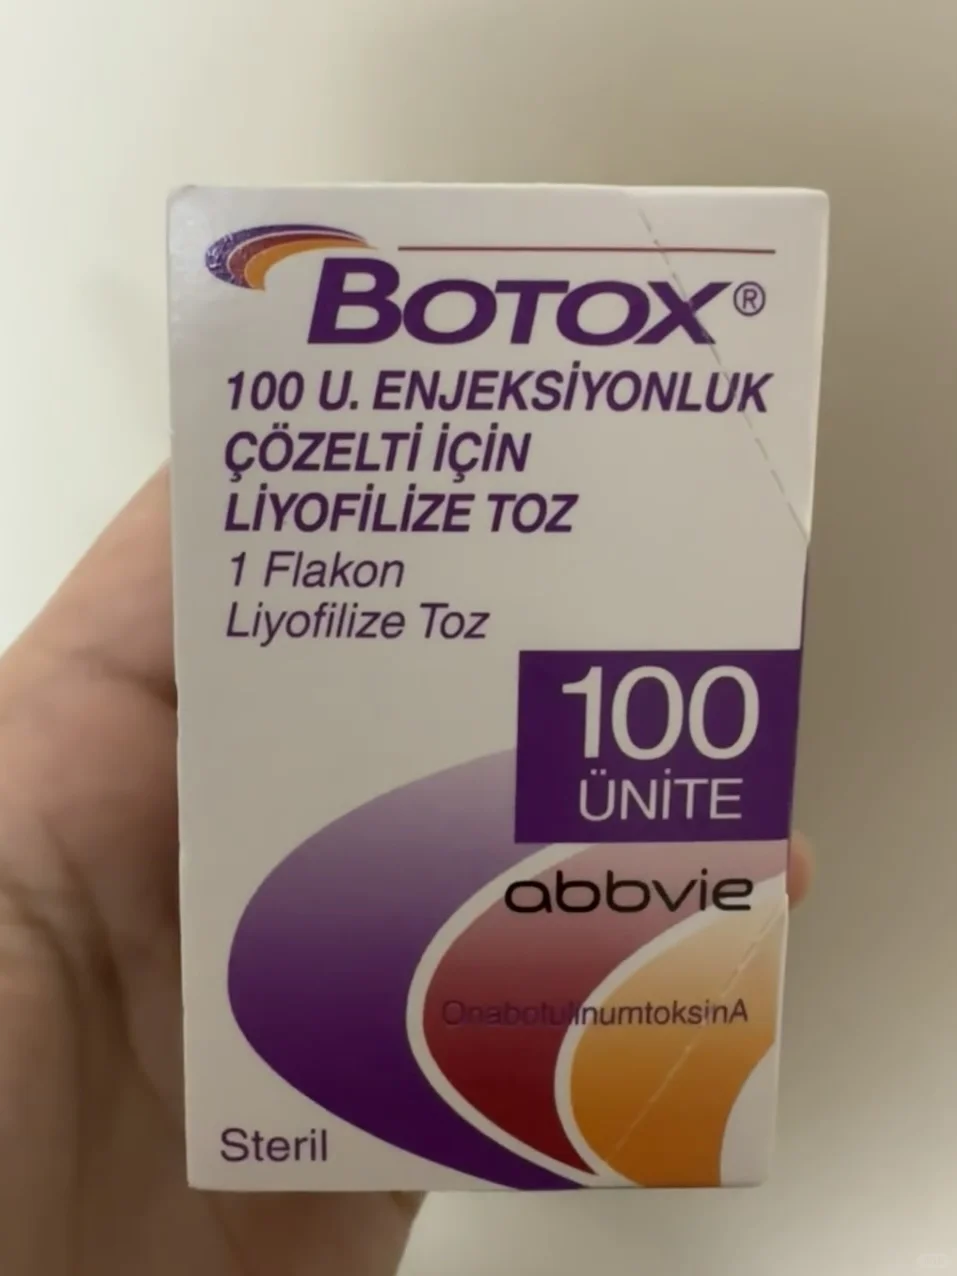 BOTOX®
100 U. ENJEKSİYONLUK
ÇÖZELTİ İÇİN
LİYOFİLİZE TOZ
1 Flakon
Liyofilize Toz
100
ÜNİTE
abbvie
OnabotulinumtoksinA
Steril